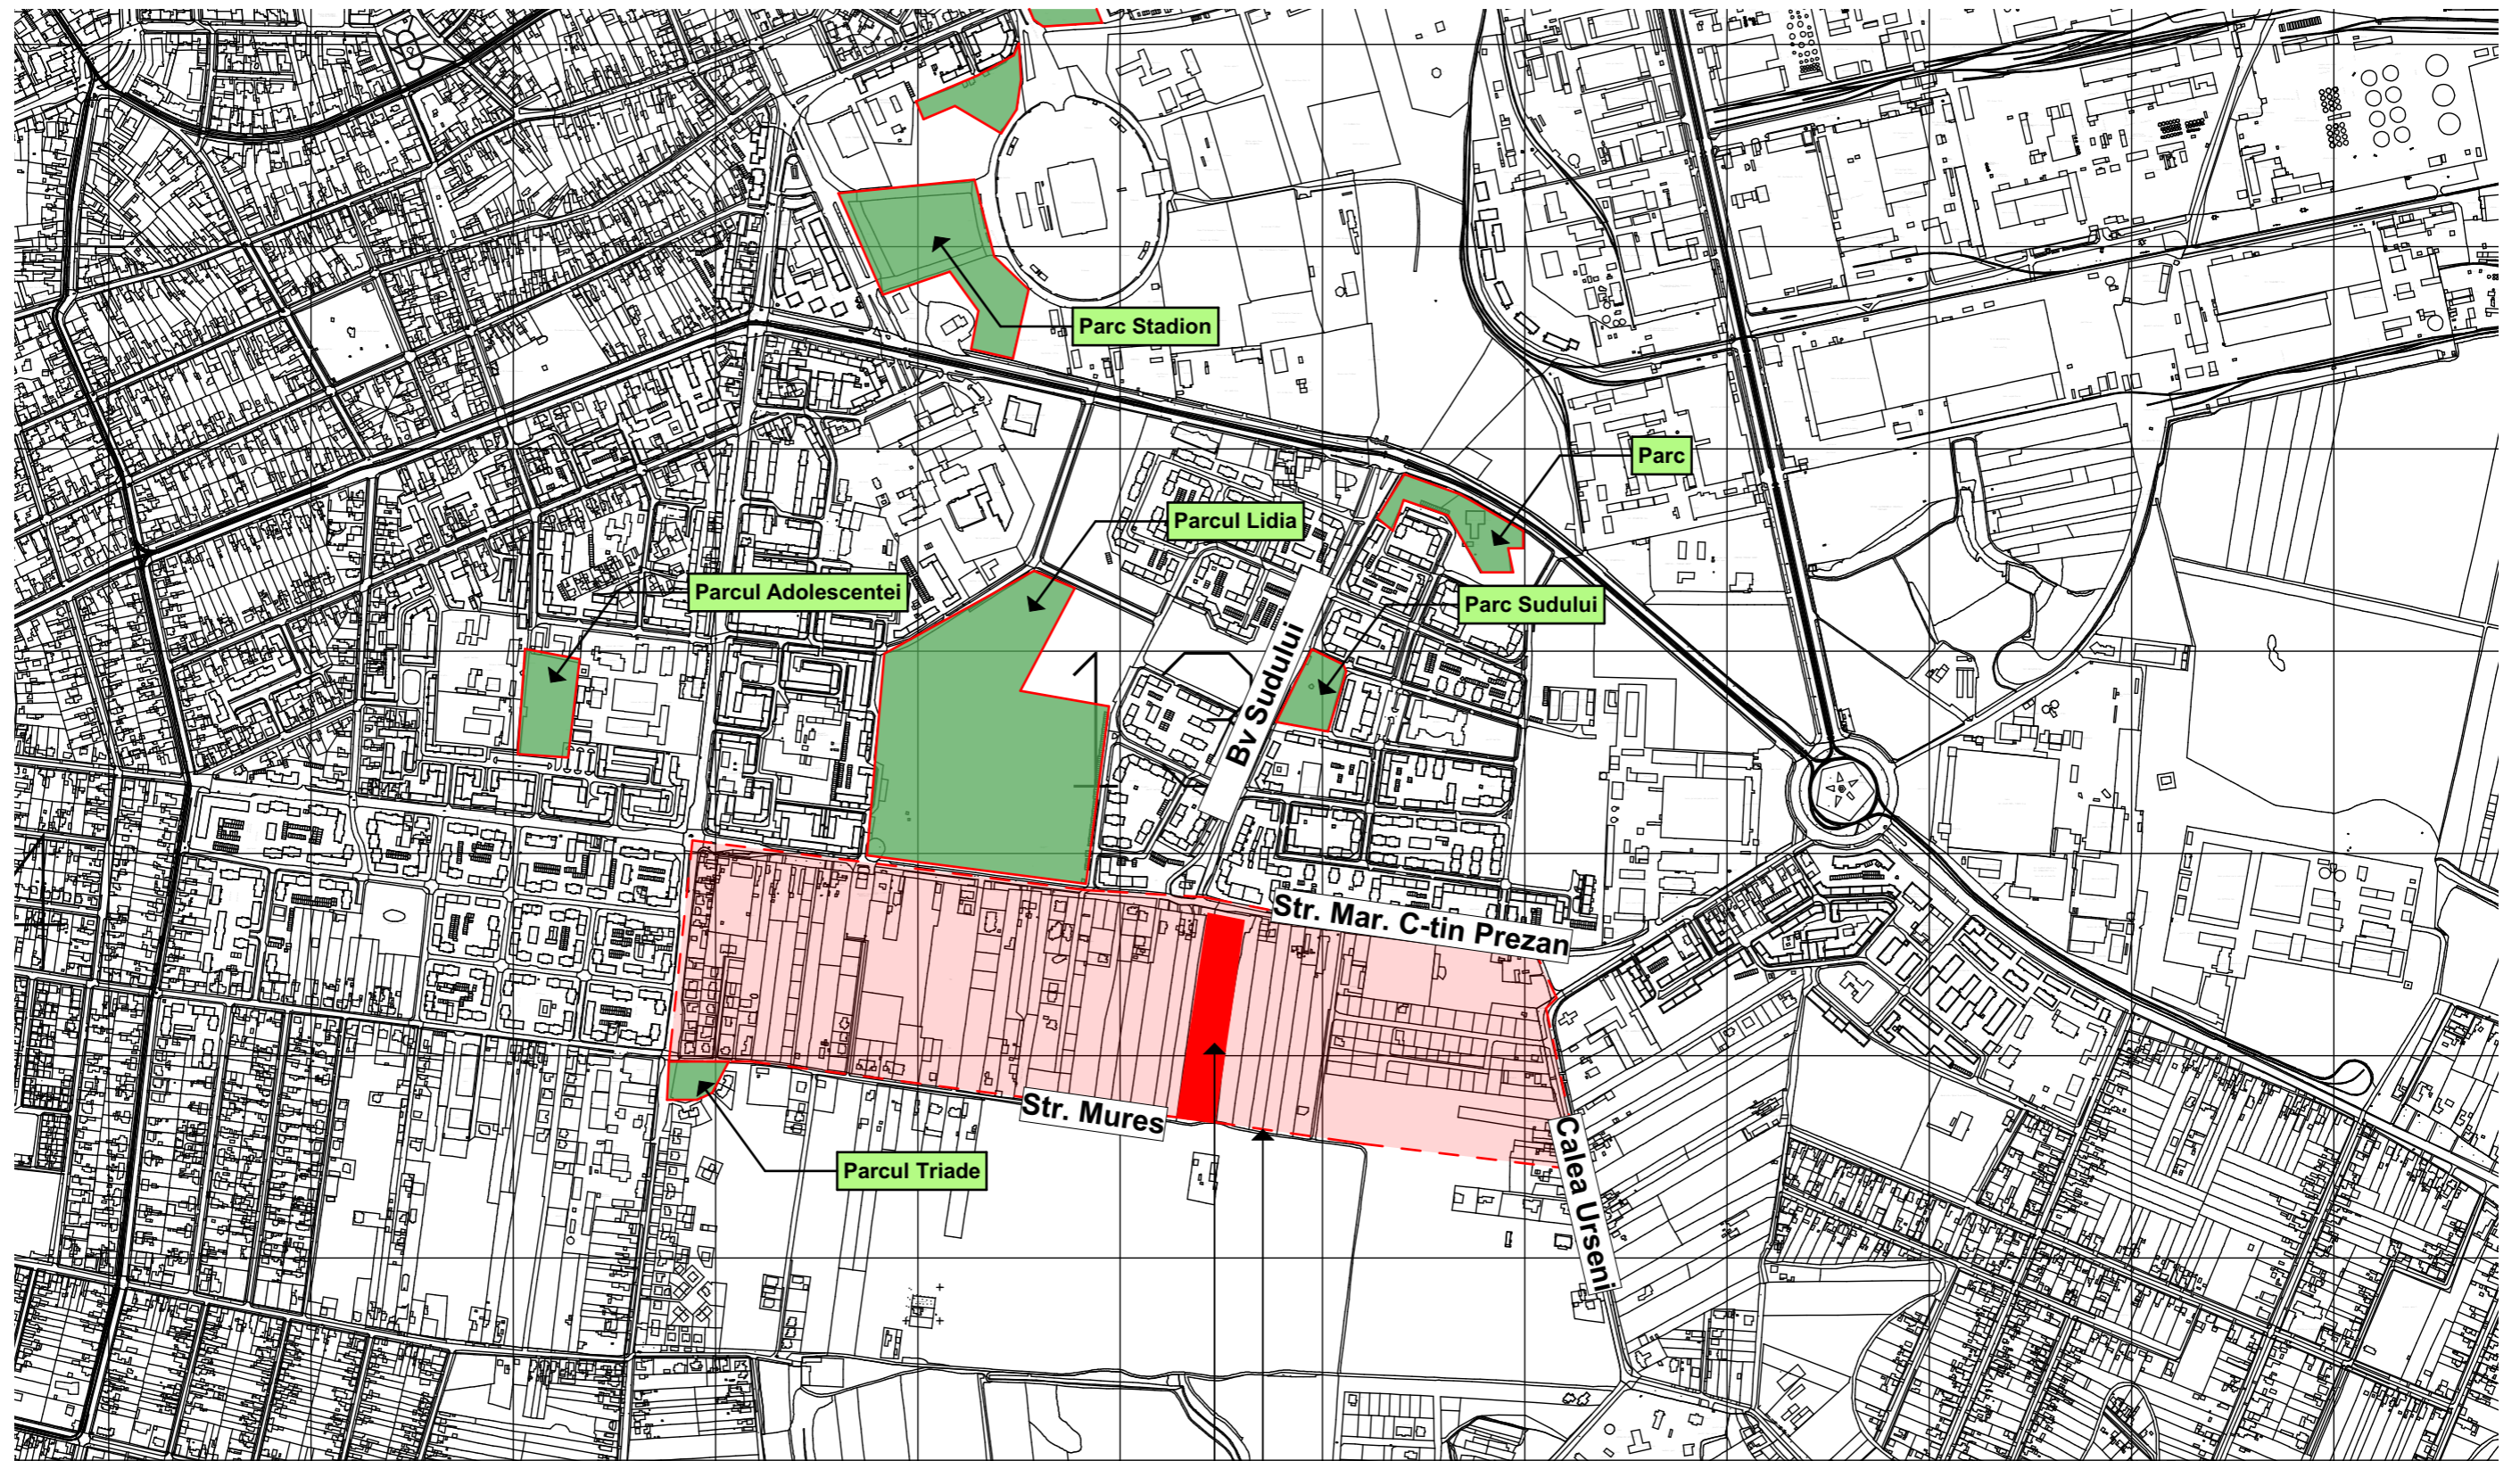 Parc Stadion
Parc
Parcul Lidia
Parcul Adolescentei
Parc Sudului
Bv Sudului
Str. Mar. C-tin Prezan
Str. Mures
Calea Urseni
Parcul Triade